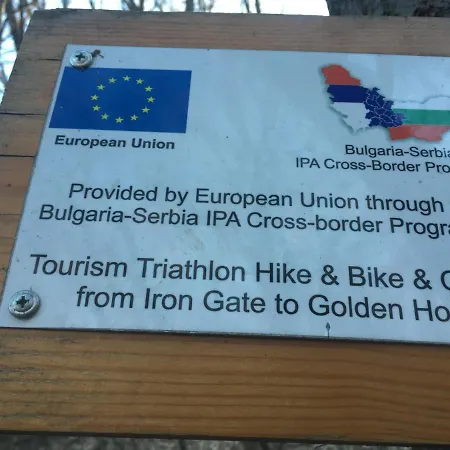 European Union
Bulgaria-Serbia
IPA Cross-Border
Provided by European Union through
Bulgaria-Serbia IPA Cross-border
Tourism Triathlon Hike & Bike &
from Iron Gate to Golden